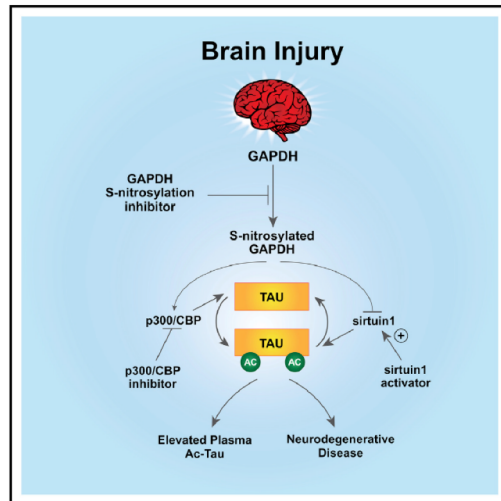 Brain Injury
GAPDH
GAPDH
S-nitrosylation
inhibitor
S-nitrosylated
GAPDH
TAU
p300/CBP
sirtuin1
TAU
+
AC
AC
p300/CBP
inhibitor
sirtuin1
activator
Elevated Plasma
Ac-Tau
Neurodegenerative
Disease